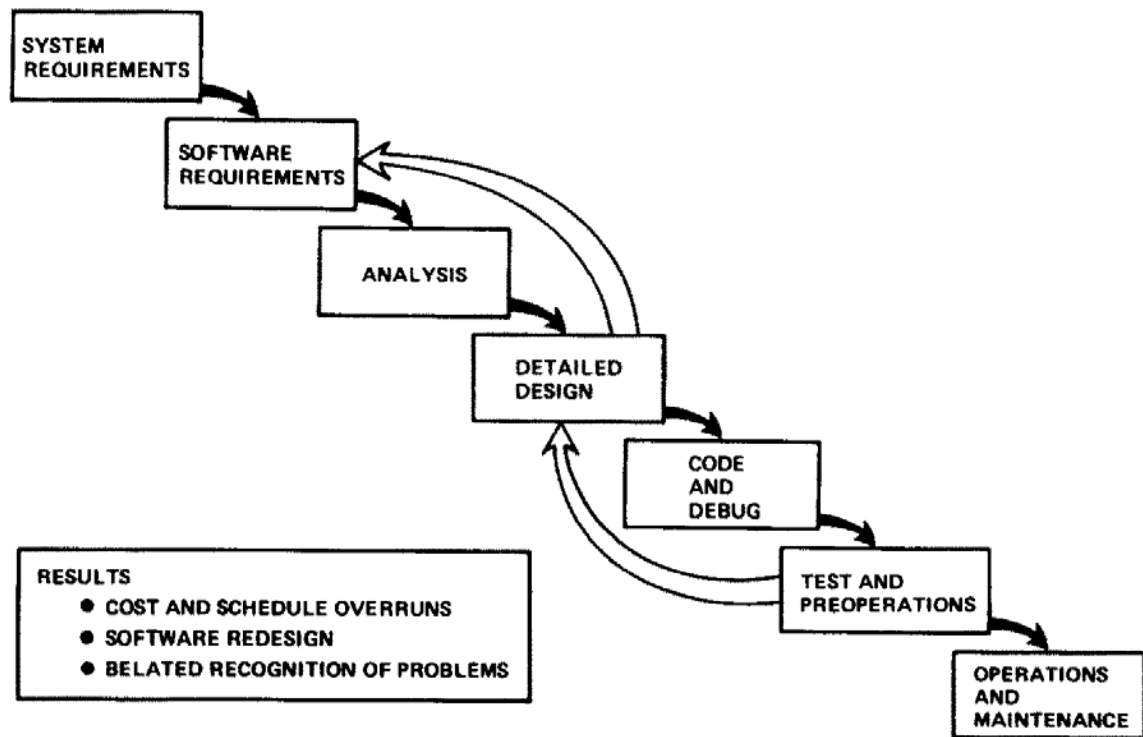 SYSTEM
REQUIREMENTS
SOFTWARE
REQUIREMENTS
ANALYSIS
DETAILED
DESIGN
CODE
AND
DEBUG
TEST AND
PREOPERATIONS
OPERATIONS
AND
MAINTENANCE
RESULTS
● COST AND SCHEDULE OVERRUNS
● SOFTWARE REDESIGN
● BELATED RECOGNITION OF PROBLEMS